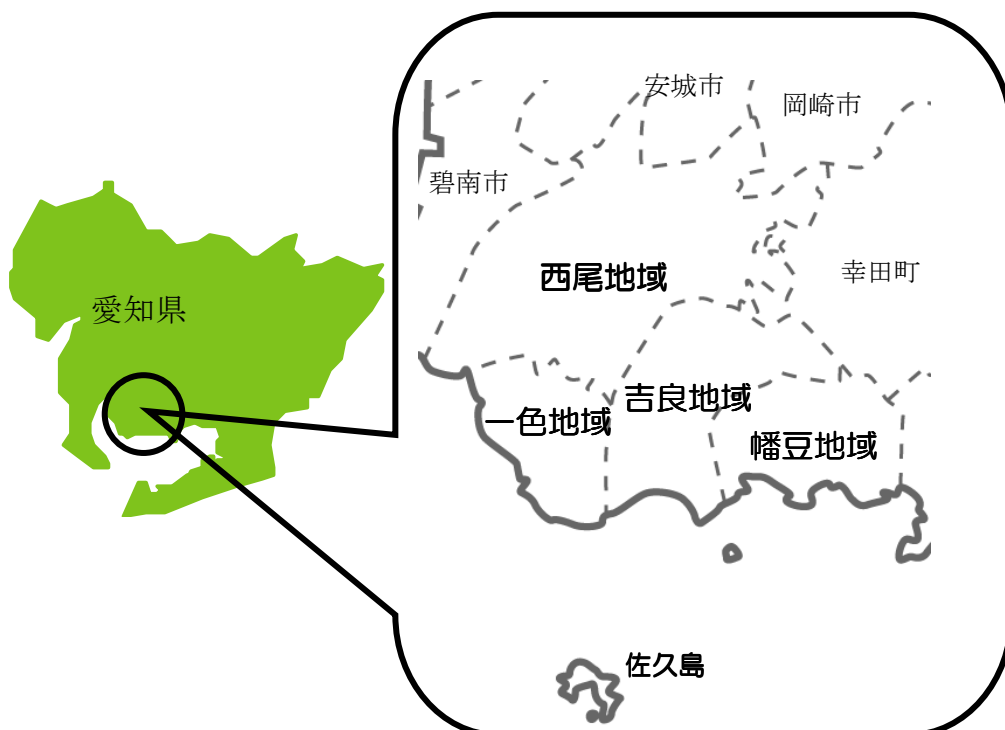 安城市
岡崎市
碧南市
西尾地域
幸田町
愛知県
吉良地域
一色地域
幡豆地域
佐久島